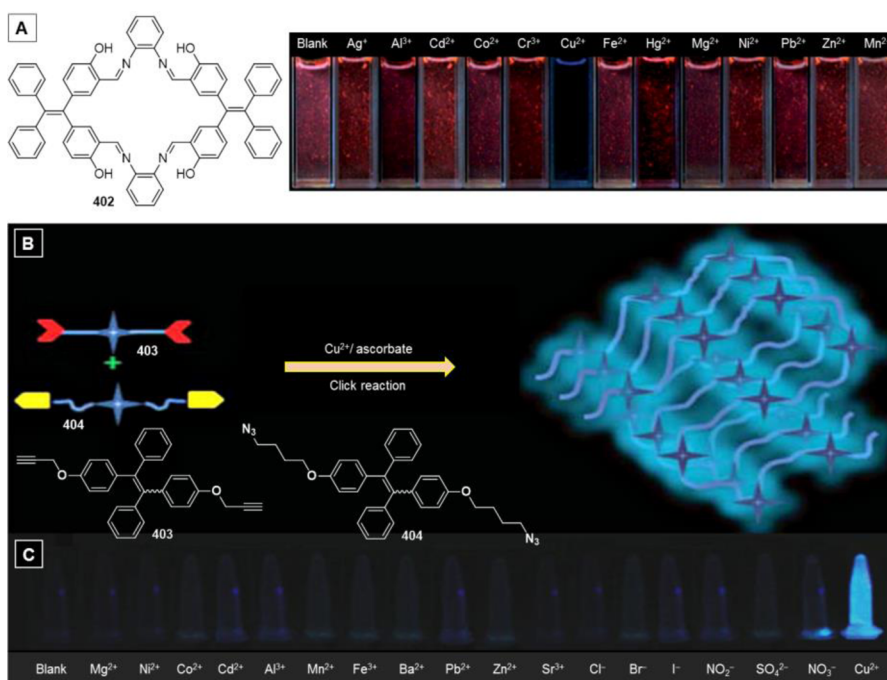 A
OH
HO
N
N
N
N
OH
HO
402
Blank Ag⁺ Al³⁺ Cd²⁺ Co²⁺ Cr³⁺ Cu²⁺ Fe²⁺ Hg²⁺ Mg²⁺ Ni²⁺ Pb²⁺ Zn²⁺ Mn²⁺
B
403
+
404
Cu²⁺/ ascorbate
Click reaction
N₃
O
O
O
O
403
404
N₃
C
Blank Mg²⁺ Ni²⁺ Co²⁺ Cd²⁺ Al³⁺ Mn²⁺ Fe³⁺ Ba²⁺ Pb²⁺ Zn²⁺ Sr³⁺ Cl⁻ Br⁻ I⁻ NO₂⁻ SO₄²⁻ NO₃⁻ Cu²⁺